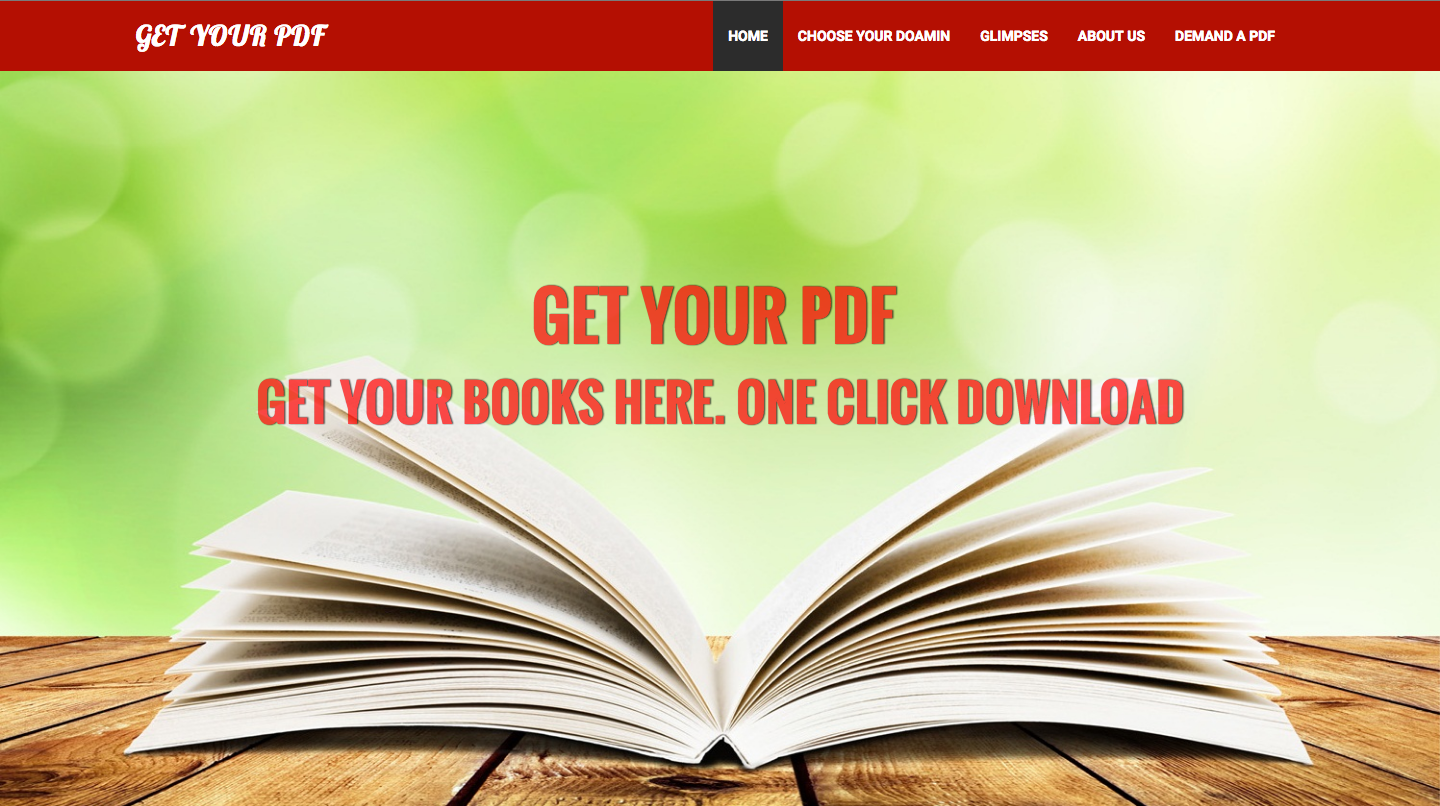 GET YOUR PDF
HOME CHOOSE YOUR DOAMIN GLIMPSES ABOUT US DEMAND A PDF
GET YOUR PDF
GET YOUR BOOKS HERE. ONE CLICK DOWNLOAD